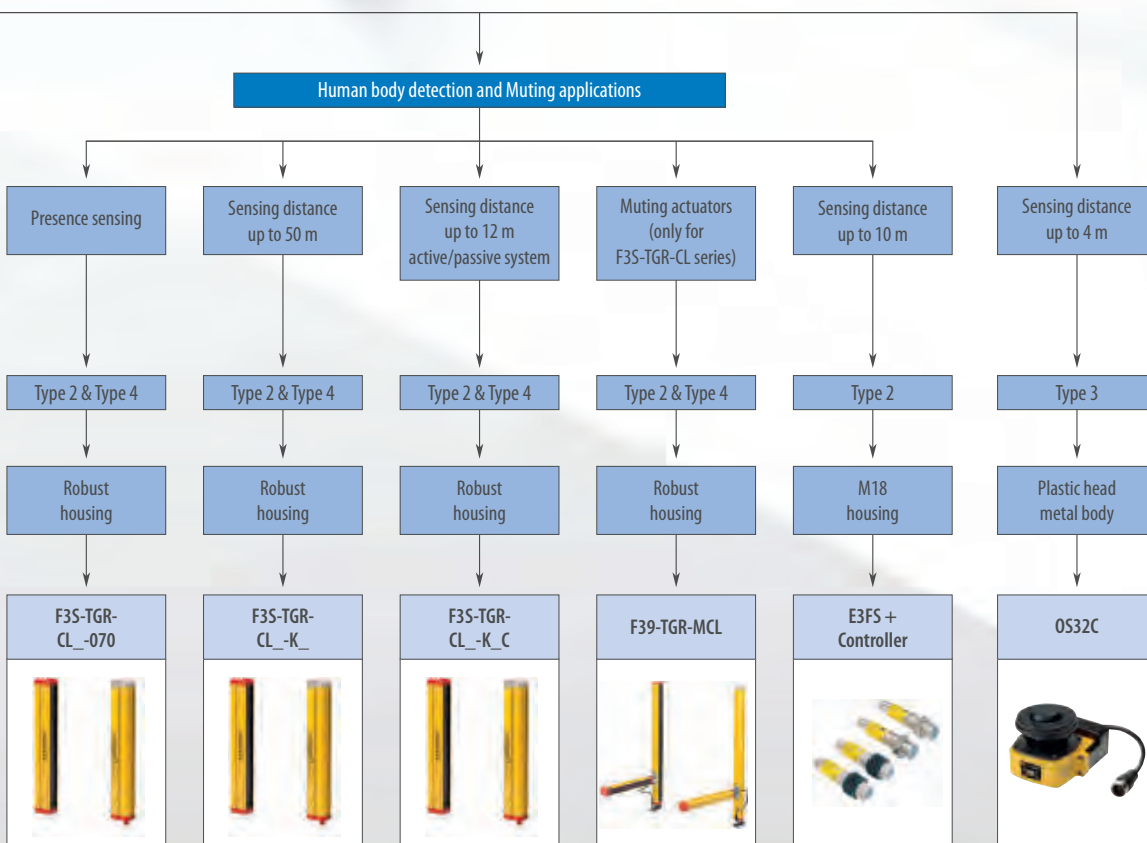 Human body detection and Muting applications
Presence sensing
Sensing distance
up to 50 m
Sensing distance
up to 12 m
active/passive system
Muting actuators
(only for
F3S-TGR-CL series)
Sensing distance
up to 10 m
Sensing distance
up to 4 m
Type 2 & Type 4
Type 2 & Type 4
Type 2 & Type 4
Type 2 & Type 4
Type 2
Type 3
Robust
housing
Robust
housing
Robust
housing
Robust
housing
M18
housing
Plastic head
metal body
F3S-TGR-
CL_-070
F3S-TGR-
CL_-K_
F3S-TGR-
CL_-K_C
F39-TGR-MCL
E3FS +
Controller
OS32C